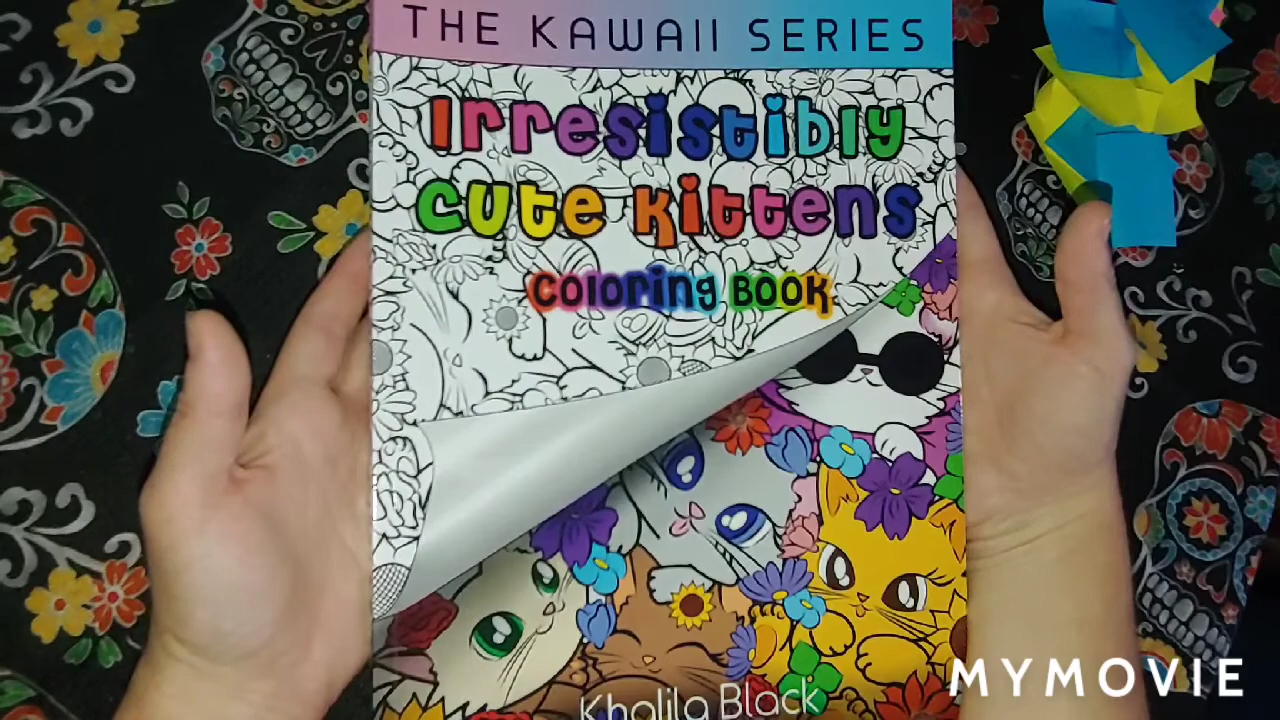 THE KAWAII SERIES
Irresistibly
Cute Kittens
Coloring Book
Khalila Black
MYMOVIE